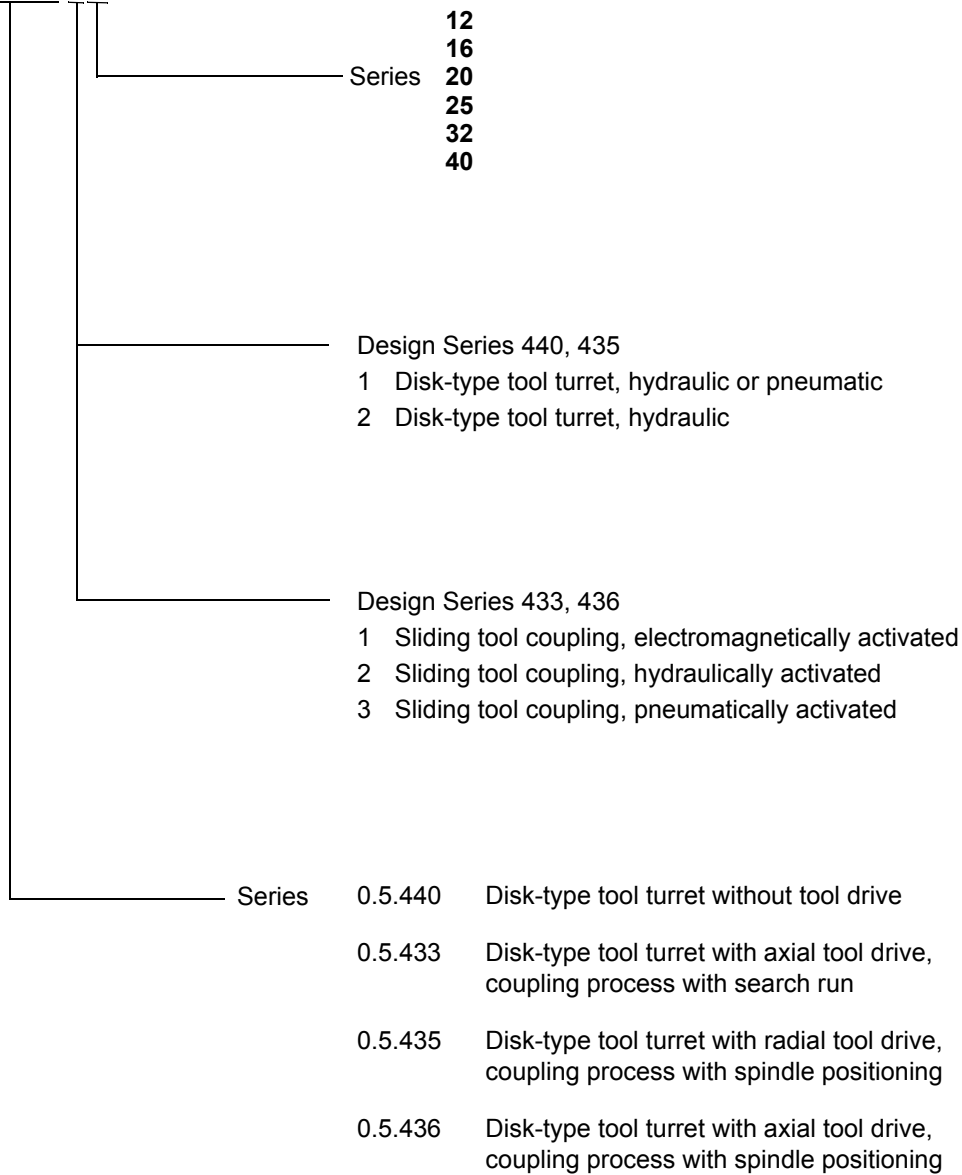 12
16
Series 20
25
32
40
Design Series 440, 435
1 Disk-type tool turret, hydraulic or pneumatic
2 Disk-type tool turret, hydraulic
Design Series 433, 436
1 Sliding tool coupling, electromagnetically activated
2 Sliding tool coupling, hydraulically activated
3 Sliding tool coupling, pneumatically activated
Series 0.5.440 Disk-type tool turret without tool drive
0.5.433 Disk-type tool turret with axial tool drive,
coupling process with search run
0.5.435 Disk-type tool turret with radial tool drive,
coupling process with spindle positioning
0.5.436 Disk-type tool turret with axial tool drive,
coupling process with spindle positioning